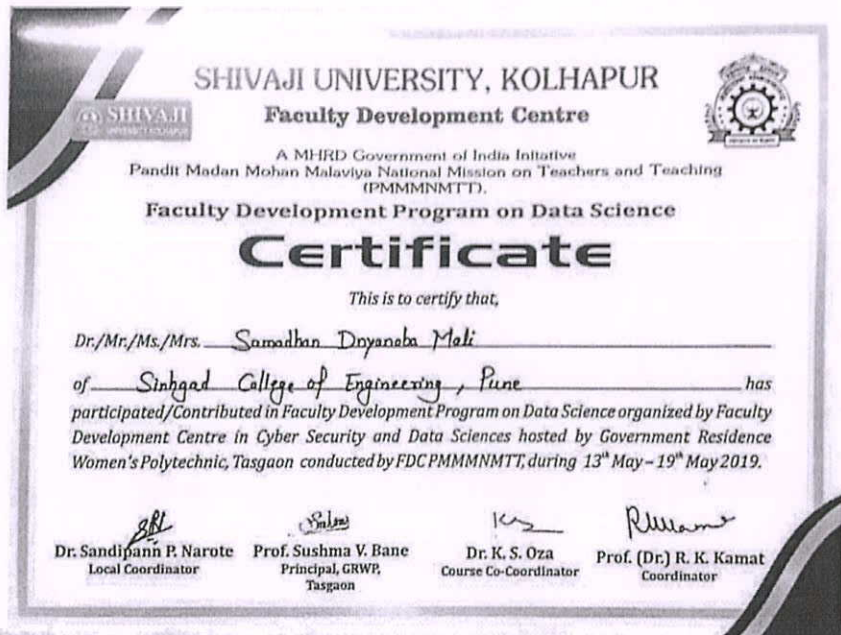 SHIVAJI UNIVERSITY, KOLHAPUR
Faculty Development Centre
SHIVAJI
A MHRD Government of India Initiative
Pandit Madan Mohan Malaviya National Mission on Teachers and Teaching
(PMMMNMTT).
Faculty Development Program on Data Science
Certificate
This is to certify that,
Dr./Mr./Ms./Mrs. Samadhan Dnyanoba Mali
of Sinhgad College of Engineering, Pune has
participated/Contributed in Faculty Development Program on Data Science organized by Faculty
Development Centre in Cyber Security and Data Sciences hosted by Government Residence
Women's Polytechnic, Tasgaon conducted by FDC PMMMNMTT, during 13th May – 19th May 2019.
Dr. Sandipann P. Narote
Local Coordinator
Prof. Sushma V. Bane
Principal, GRWP,
Tasgaon
Dr. K. S. Oza
Course Co-Coordinator
Prof. (Dr.) R. K. Kamat
Coordinator